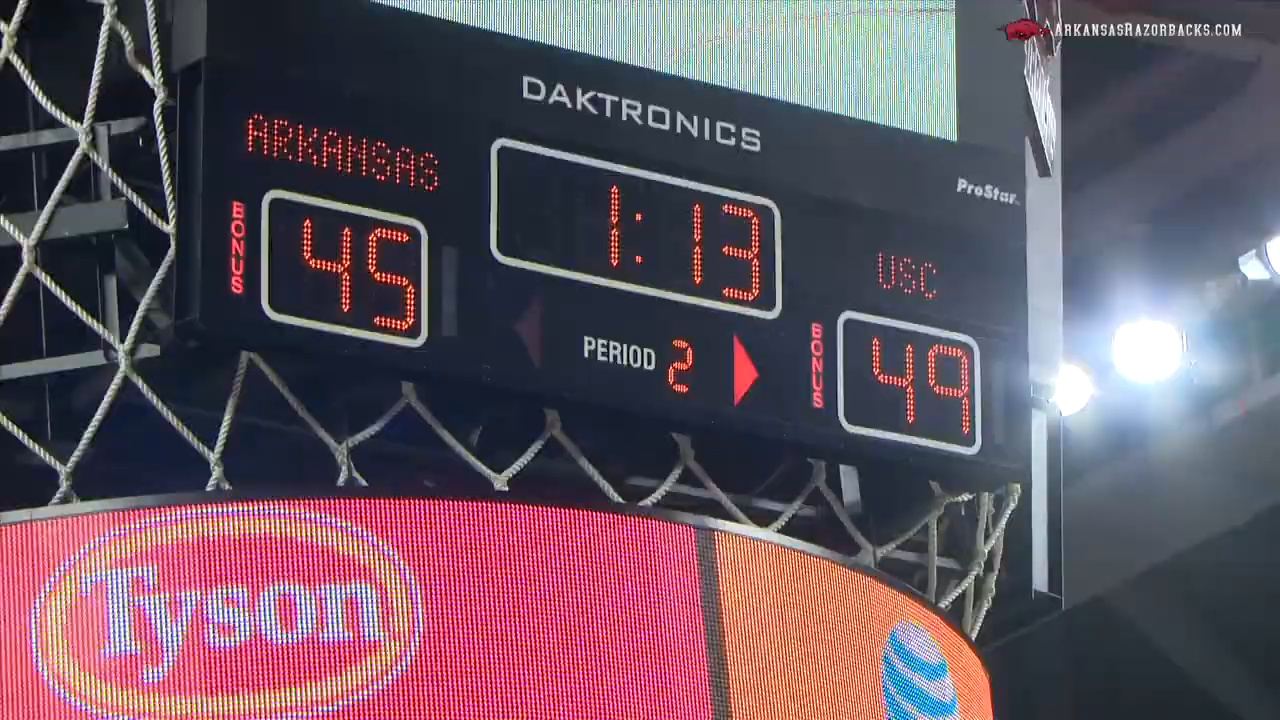 ARKANSASRAZORBACKS.COM
DAKTRONICS
ProStar
ARKANSAS
1:13
USC
BONUS
45
PERIOD 2
BONUS
49
Tyson